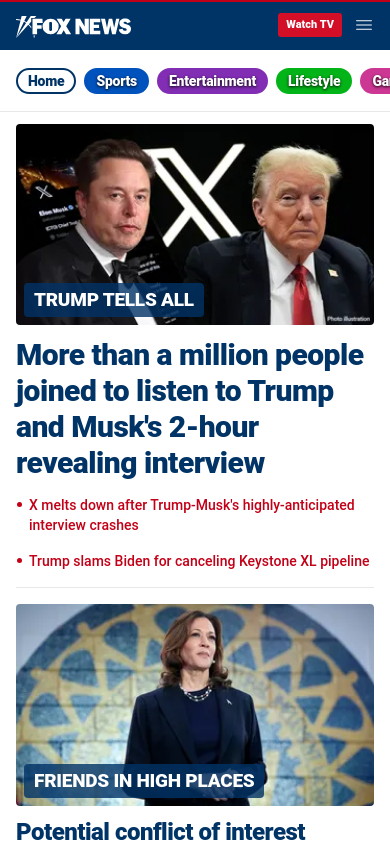 FOX NEWS
Watch TV
Home
Sports
Entertainment
Lifestyle
Ga
X
Elon Musk
TRUMP TELLS ALL
Photo Illustration
More than a million people
joined to listen to Trump
and Musk's 2-hour
revealing interview
• X melts down after Trump-Musk's highly-anticipated
interview crashes
• Trump slams Biden for canceling Keystone XL pipeline
FRIENDS IN HIGH PLACES
Potential conflict of interest